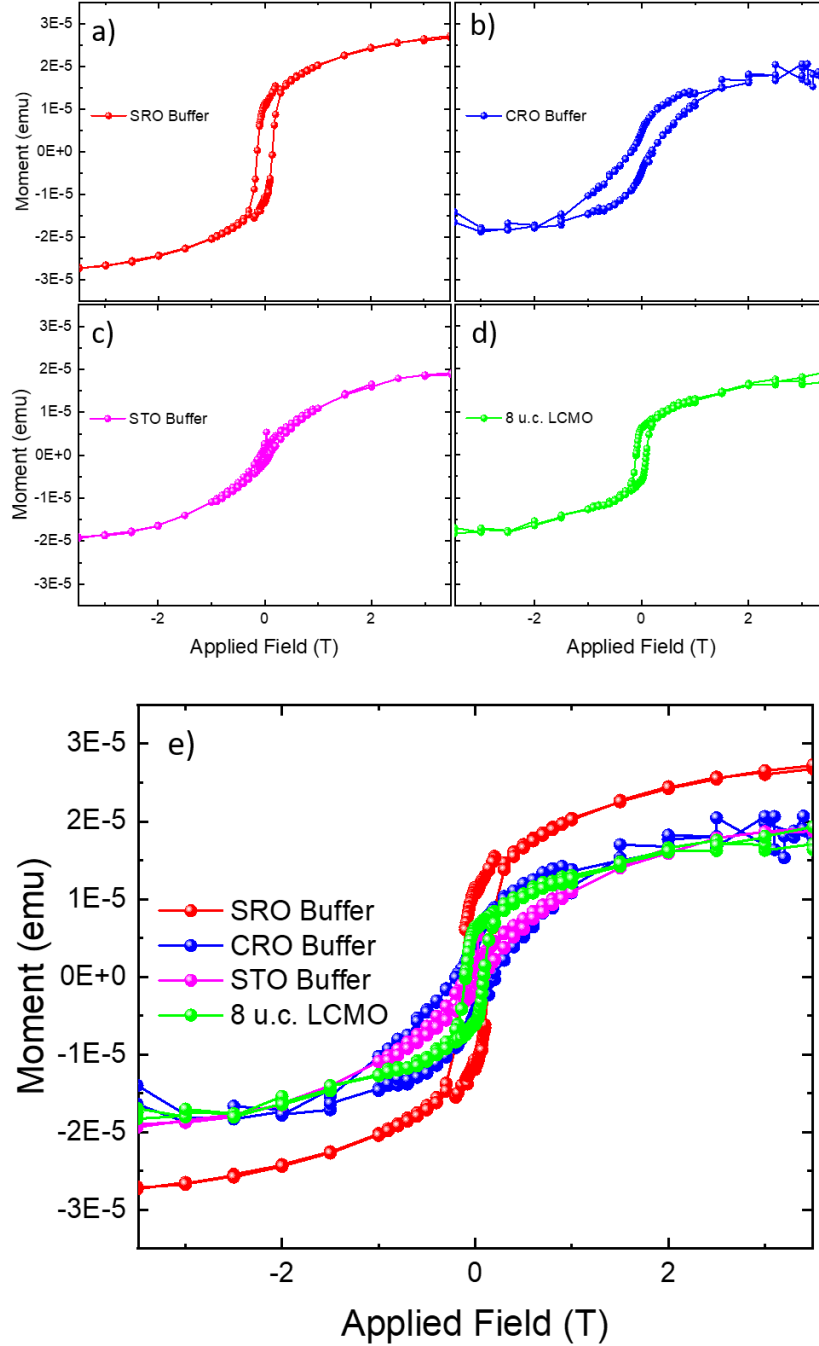 a)
3E-5
2E-5
1E-5
0E+0
-1E-5
-2E-5
-3E-5
Moment (emu)
SRO Buffer
b)
CRO Buffer
c)
3E-5
2E-5
1E-5
0E+0
-1E-5
-2E-5
-3E-5
Moment (emu)
STO Buffer
-2
0
2
Applied Field (T)
d)
8 u.c. LCMO
-2
0
2
Applied Field (T)
e)
3E-5
2E-5
1E-5
0E+0
-1E-5
-2E-5
-3E-5
Moment (emu)
SRO Buffer
CRO Buffer
STO Buffer
8 u.c. LCMO
-2
0
2
Applied Field (T)